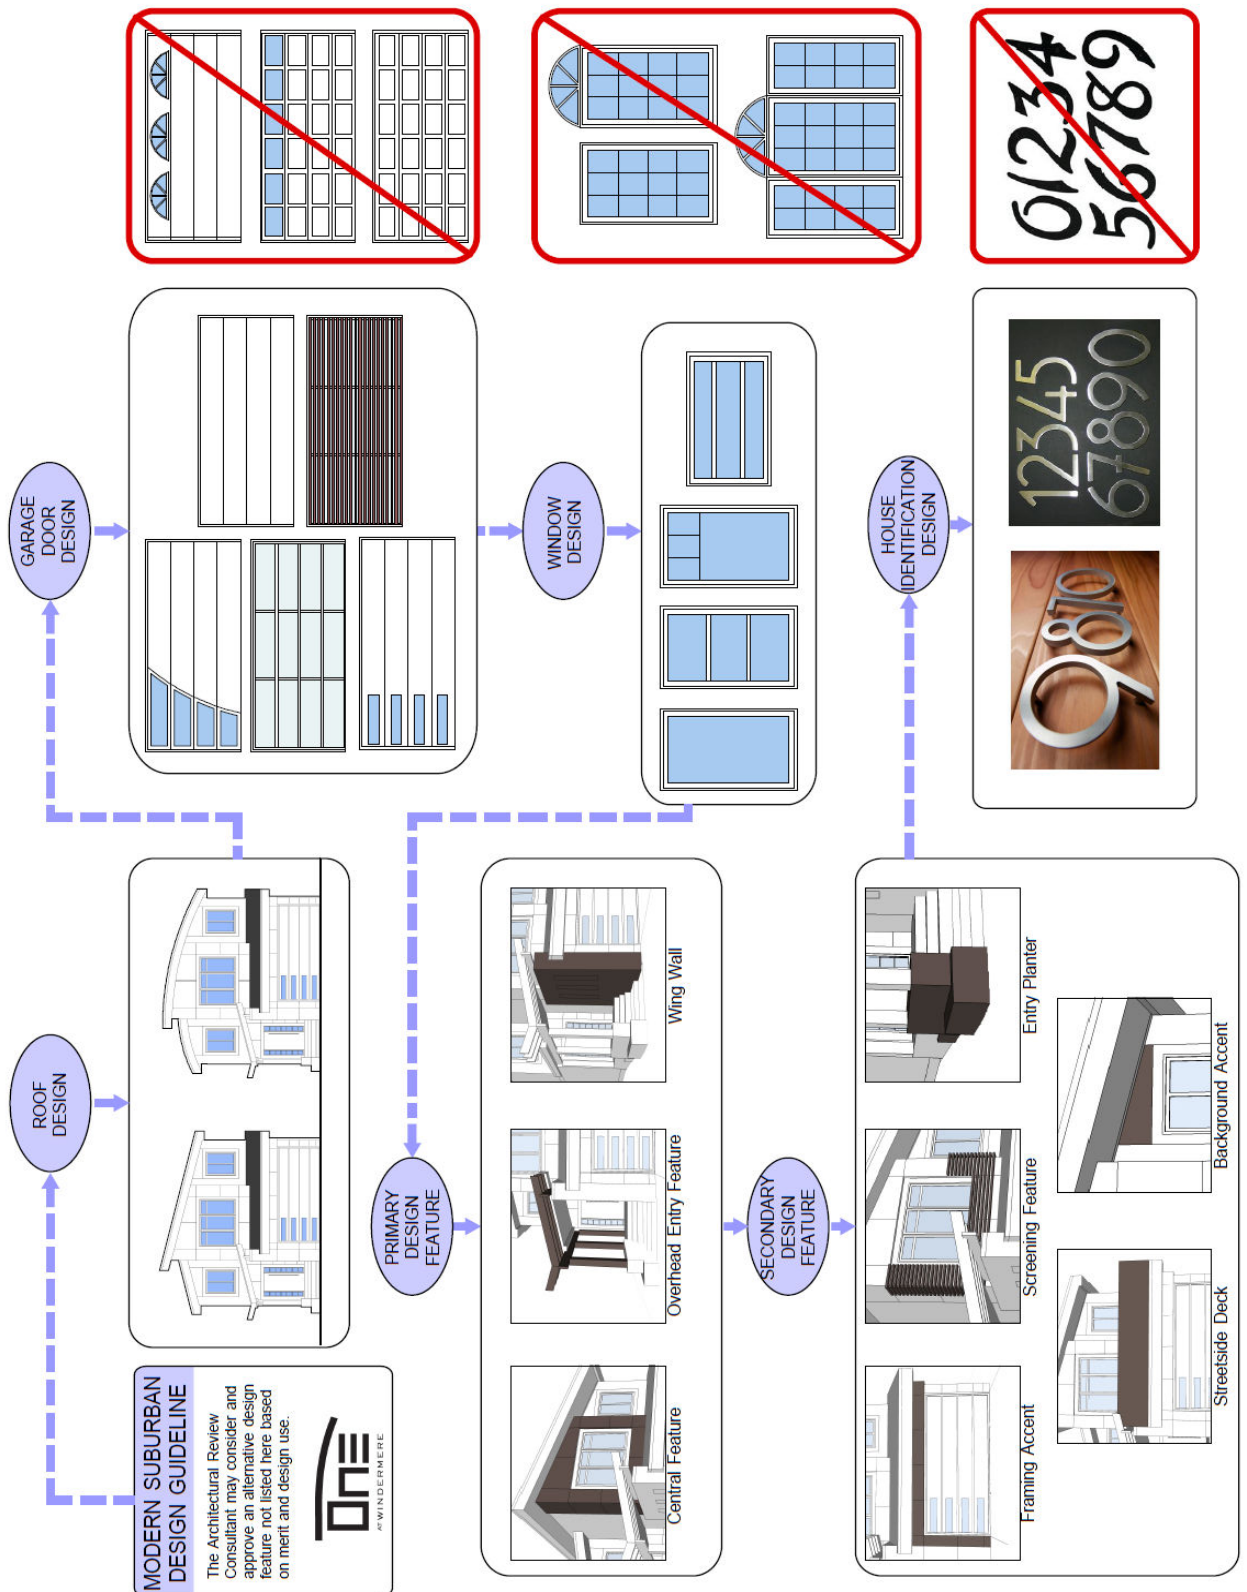 MODERN SUBURBAN
DESIGN GUIDELINE
The Architectural Review
Consultant may consider and
approve an alternative design
feature not listed here based
on merit and design use.
ONE
AT WINDERMERE
ROOF
DESIGN
GARAGE
DOOR
DESIGN
WINDOW
DESIGN
PRIMARY
DESIGN
FEATURE
Central Feature
Overhead Entry Feature
Wing Wall
SECONDARY
DESIGN
FEATURE
Framing Accent
Screening Feature
Entry Planter
Streetside Deck
Background Accent
HOUSE
IDENTIFICATION
DESIGN
9810
12345
67890
01234
56789